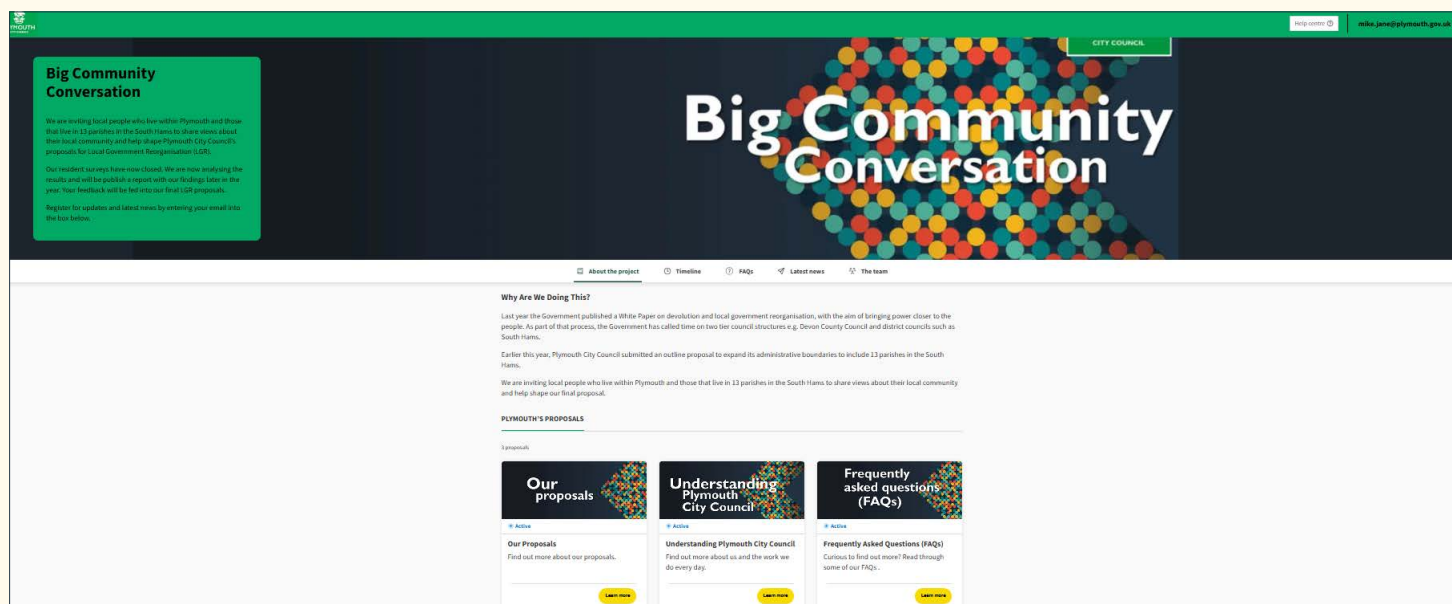 PLYMOUTH
CITY COUNCIL
Help centre
mike.jane@plymouth.gov.uk
CITY COUNCIL
Big Community
Conversation
We are inviting local people who live within Plymouth and those
that live in 13 parishes in the South Hams to share views about
their local community and help shape Plymouth City Council's
proposals for Local Government Reorganisation (LGR).
Our resident surveys have now closed. We are now analysing the
results and will be publish a report with our findings later in the
year. Your feedback will be fed into our final LGR proposals.
Register for updates and latest news by entering your email into
the box below.
Big Community
Conversation
About the project
Timeline
FAQs
Latest news
The team
Why Are We Doing This?
Last year the Government published a White Paper on devolution and local government reorganisation, with the aim of bringing power closer to the
people. As part of that process, the Government has called time on two tier council structures e.g. Devon County Council and district councils such as
South Hams.
Earlier this year, Plymouth City Council submitted an outline proposal to expand its administrative boundaries to include 13 parishes in the South
Hams.
We are inviting local people who live within Plymouth and those that live in 13 parishes in the South Hams to share views about their local community
and help shape our final proposal.
PLYMOUTH'S PROPOSALS
3 proposals
Our
proposals
Active
Our Proposals
Find out more about our proposals.
Learn more
Understanding
Plymouth
City Council
Active
Understanding Plymouth City Council
Find out more about us and the work we
do every day.
Learn more
Frequently
asked questions
(FAQs)
Active
Frequently Asked Questions (FAQs)
Curious to find out more? Read through
some of our FAQs .
Learn more